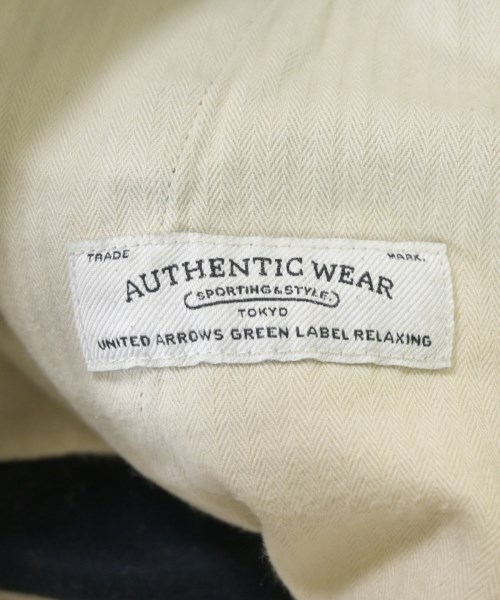 TRADE MARK.
AUTHENTIC WEAR
SPORTING & STYLE.
TOKYO
UNITED ARROWS GREEN LABEL RELAXING